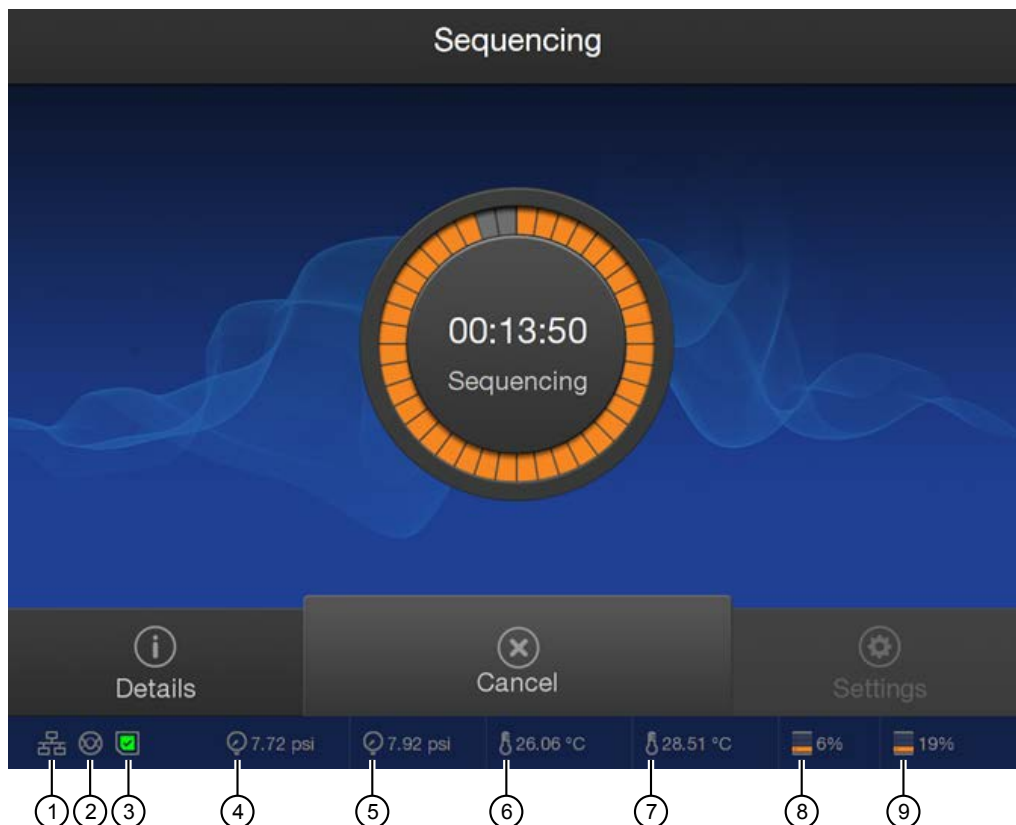 Sequencing
00:13:50
Sequencing
i
Details
Cancel
Settings
7.72 psi
7.92 psi
26.06 °C
28.51 °C
6%
19%
1
2
3
4
5
6
7
8
9